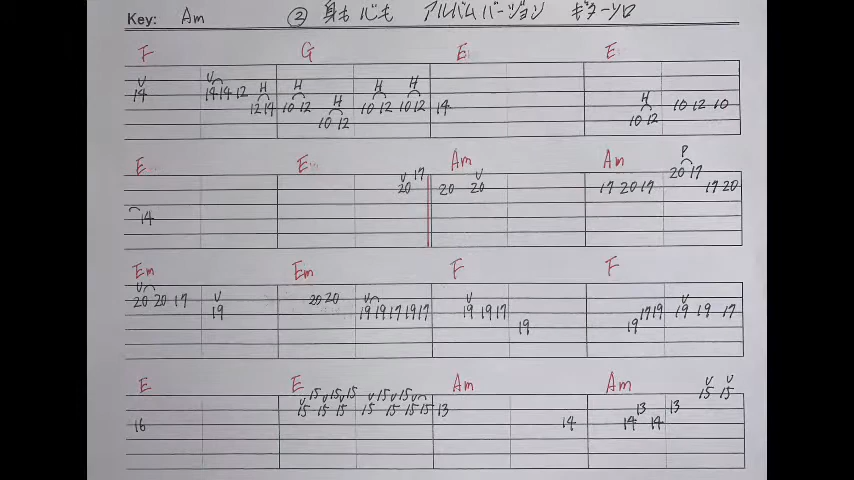 Key: Am ② 身も心も アルバムバージョン ギターソロ
F G E E
U U H H H H H H
14 14 14 12 12 14 10 12 10 12 10 12 10 12 14 10 12 10 12 10
E E Am Am P
U 17 U 20 17
14 20 20 20 17 20 17 17 20
Em Em F F
U U U U U
20 20 17 19 20 20 19 19 17 19 17 19 19 17 19 19 17 19 19 19 17
E E Am Am U U
15 15 15 15 15 15 15
16 15 15 15 15 15 15 15 13 14 14 13 14 13